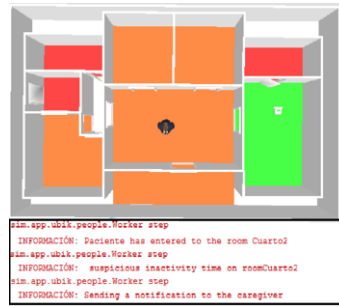 sim.app.ubik.people.Worker step
INFORMACIÓN: Paciente has entered to the room Cuarto2
sim.app.ubik.people.Worker step
INFORMACIÓN: suspicious inactivity time on roomCuarto2
sim.app.ubik.people.Worker step
INFORMACIÓN: Sending a notification to the caregiver